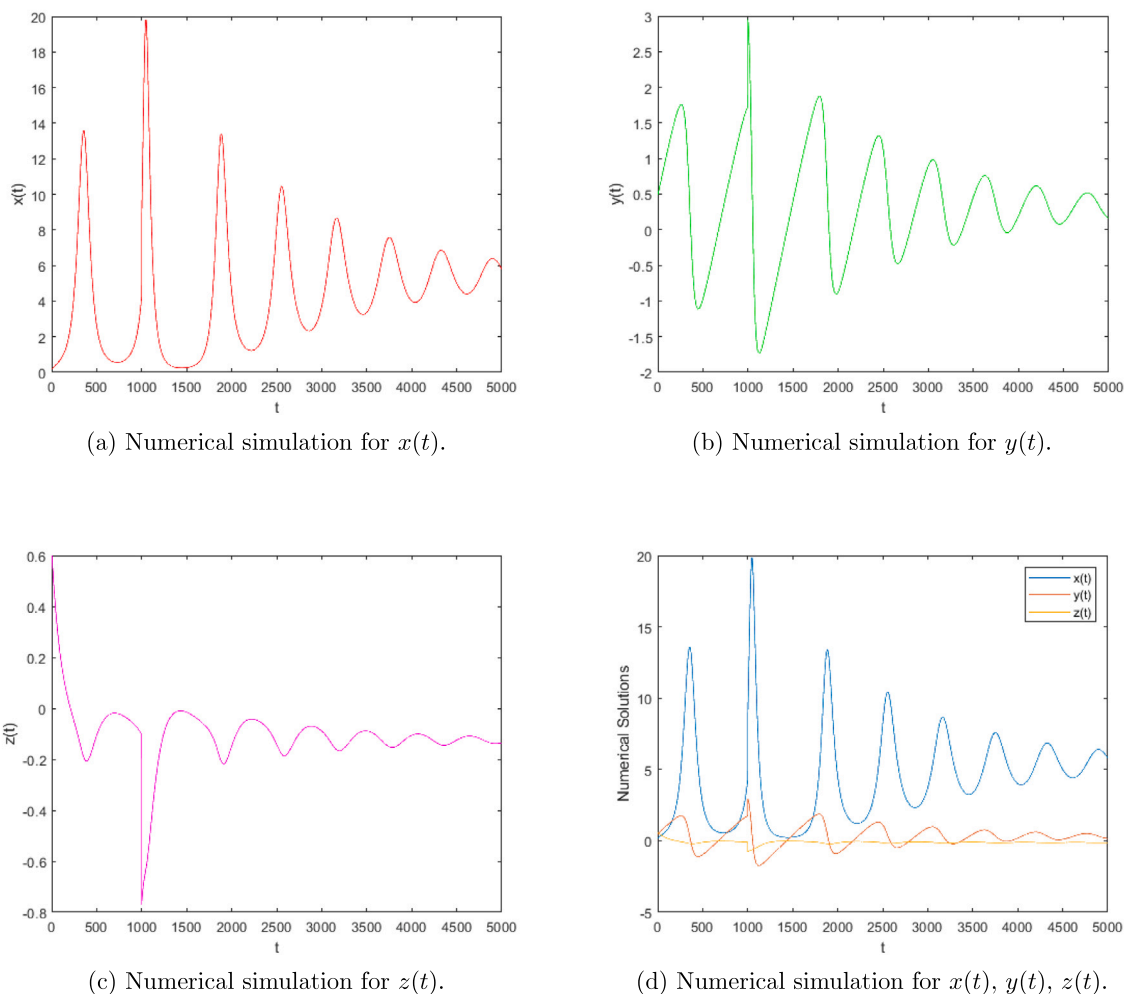 20
18
16
14
12
10
8
6
4
2
0
x(t)
0 500 1000 1500 2000 2500 3000 3500 4000 4500 5000
t
(a) Numerical simulation for x(t).
3
2.5
2
1.5
1
0.5
0
-0.5
-1
-1.5
-2
y(t)
0 500 1000 1500 2000 2500 3000 3500 4000 4500 5000
t
(b) Numerical simulation for y(t).
0.6
0.4
0.2
0
-0.2
-0.4
-0.6
-0.8
z(t)
0 500 1000 1500 2000 2500 3000 3500 4000 4500 5000
t
(c) Numerical simulation for z(t).
20
15
10
5
0
-5
Numerical Solutions
x(t)
y(t)
z(t)
0 500 1000 1500 2000 2500 3000 3500 4000 4500 5000
t
(d) Numerical simulation for x(t), y(t), z(t).